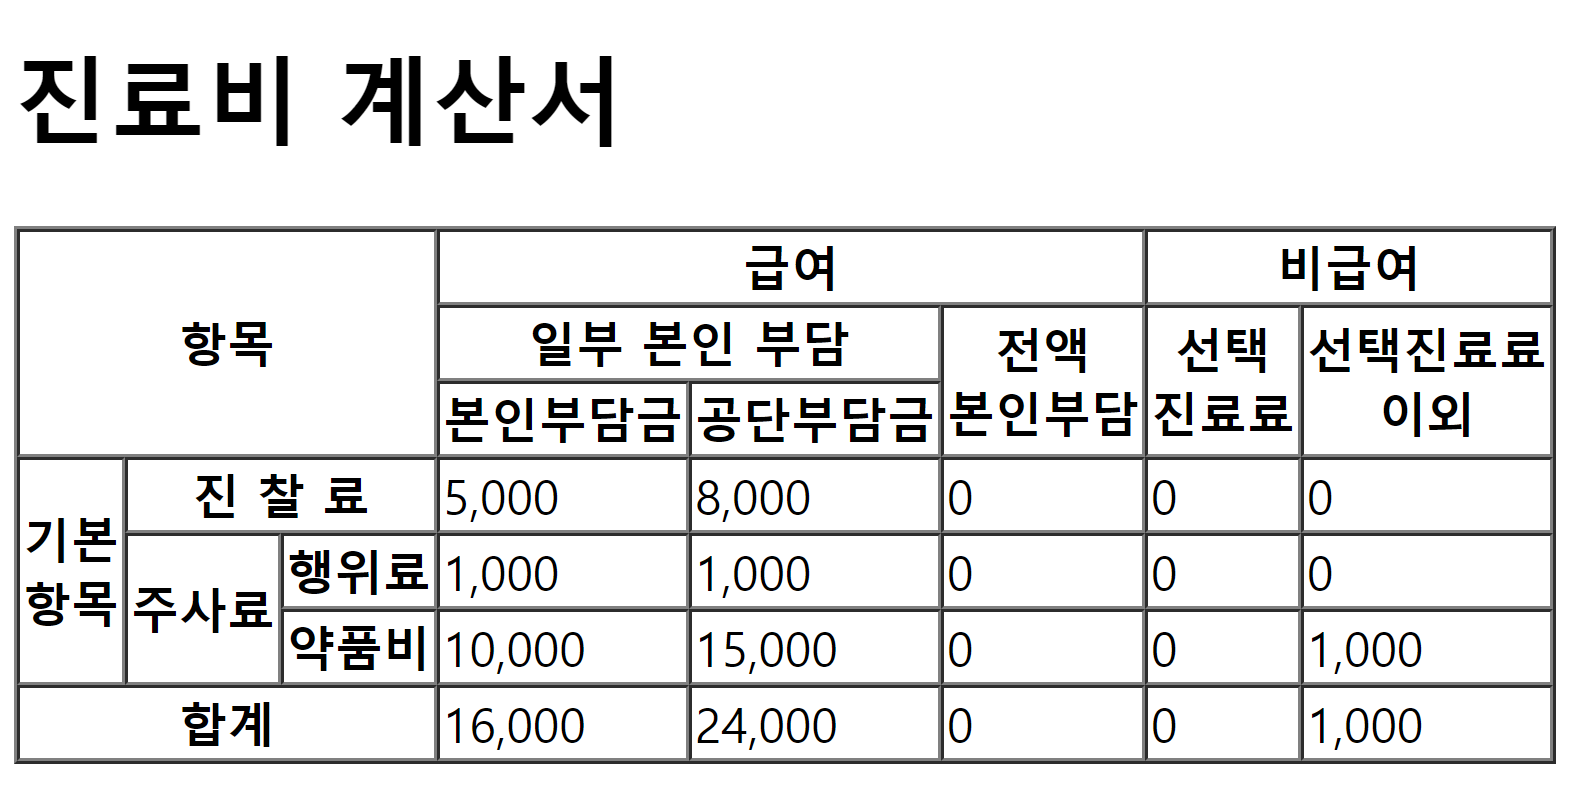 진료비 계산서
항목 급여 비급여
일부 본인 부담 전액 본인부담 선택 진료료 선택진료료 이외
본인부담금 공단부담금
기본 항목 진 찰 료 5,000 8,000 0 0 0
주사료 행위료 1,000 1,000 0 0 0
약품비 10,000 15,000 0 0 1,000
합계 16,000 24,000 0 0 1,000